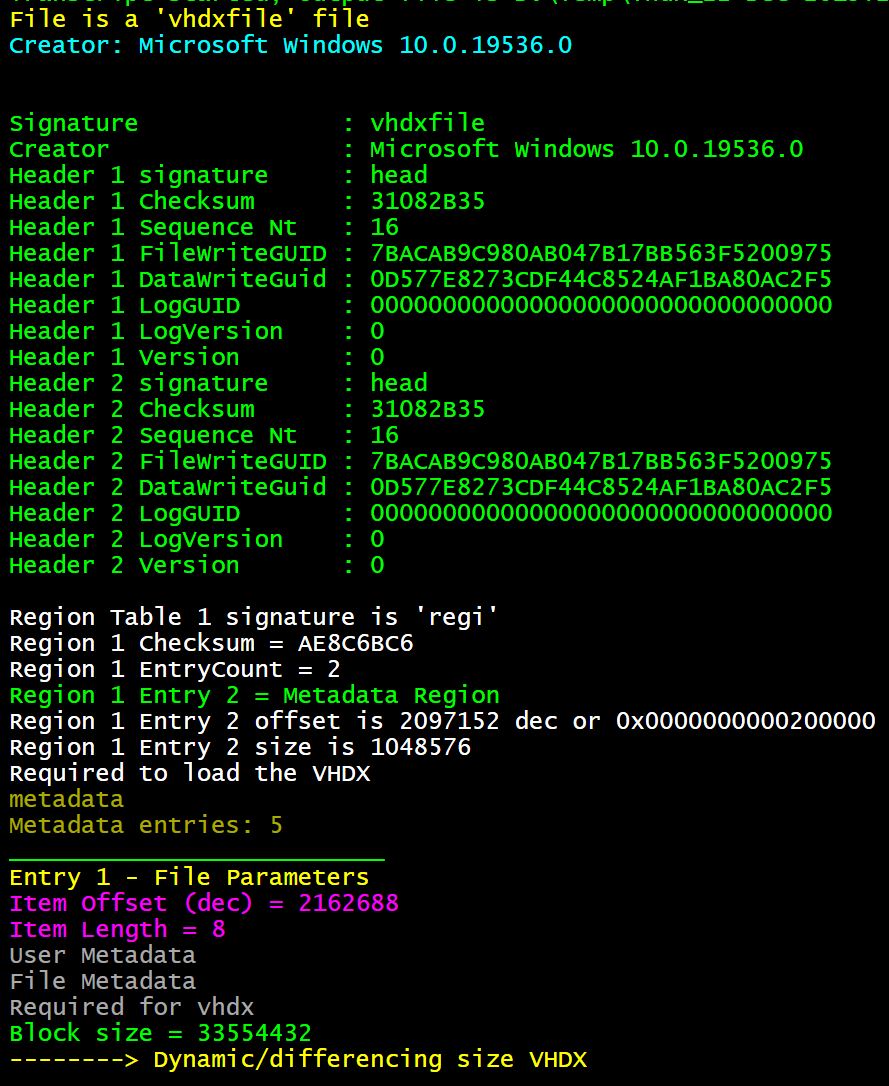 File is a 'vhdxfile' file
Creator: Microsoft Windows 10.0.19536.0
Signature : vhdxfile
Creator : Microsoft Windows 10.0.19536.0
Header 1 signature : head
Header 1 Checksum : 31082B35
Header 1 Sequence Nt : 16
Header 1 FileWriteGUID : 7BACAB9C980AB047B17BB563F5200975
Header 1 DataWriteGuid : 0D577E8273CDF44C8524AF1BA80AC2F5
Header 1 LogGUID : 00000000000000000000000000000000
Header 1 LogVersion : 0
Header 1 Version : 0
Header 2 signature : head
Header 2 Checksum : 31082B35
Header 2 Sequence Nt : 16
Header 2 FileWriteGUID : 7BACAB9C980AB047B17BB563F5200975
Header 2 DataWriteGuid : 0D577E8273CDF44C8524AF1BA80AC2F5
Header 2 LogGUID : 00000000000000000000000000000000
Header 2 LogVersion : 0
Header 2 Version : 0
Region Table 1 signature is 'regi'
Region 1 Checksum = AE8C6BC6
Region 1 EntryCount = 2
Region 1 Entry 2 = Metadata Region
Region 1 Entry 2 offset is 2097152 dec or 0x0000000000200000
Region 1 Entry 2 size is 1048576
Required to load the VHDX
metadata
Metadata entries: 5
__________________________
Entry 1 - File Parameters
Item Offset (dec) = 2162688
Item Length = 8
User Metadata
File Metadata
Required for vhdx
Block size = 33554432
--------> Dynamic/differencing size VHDX